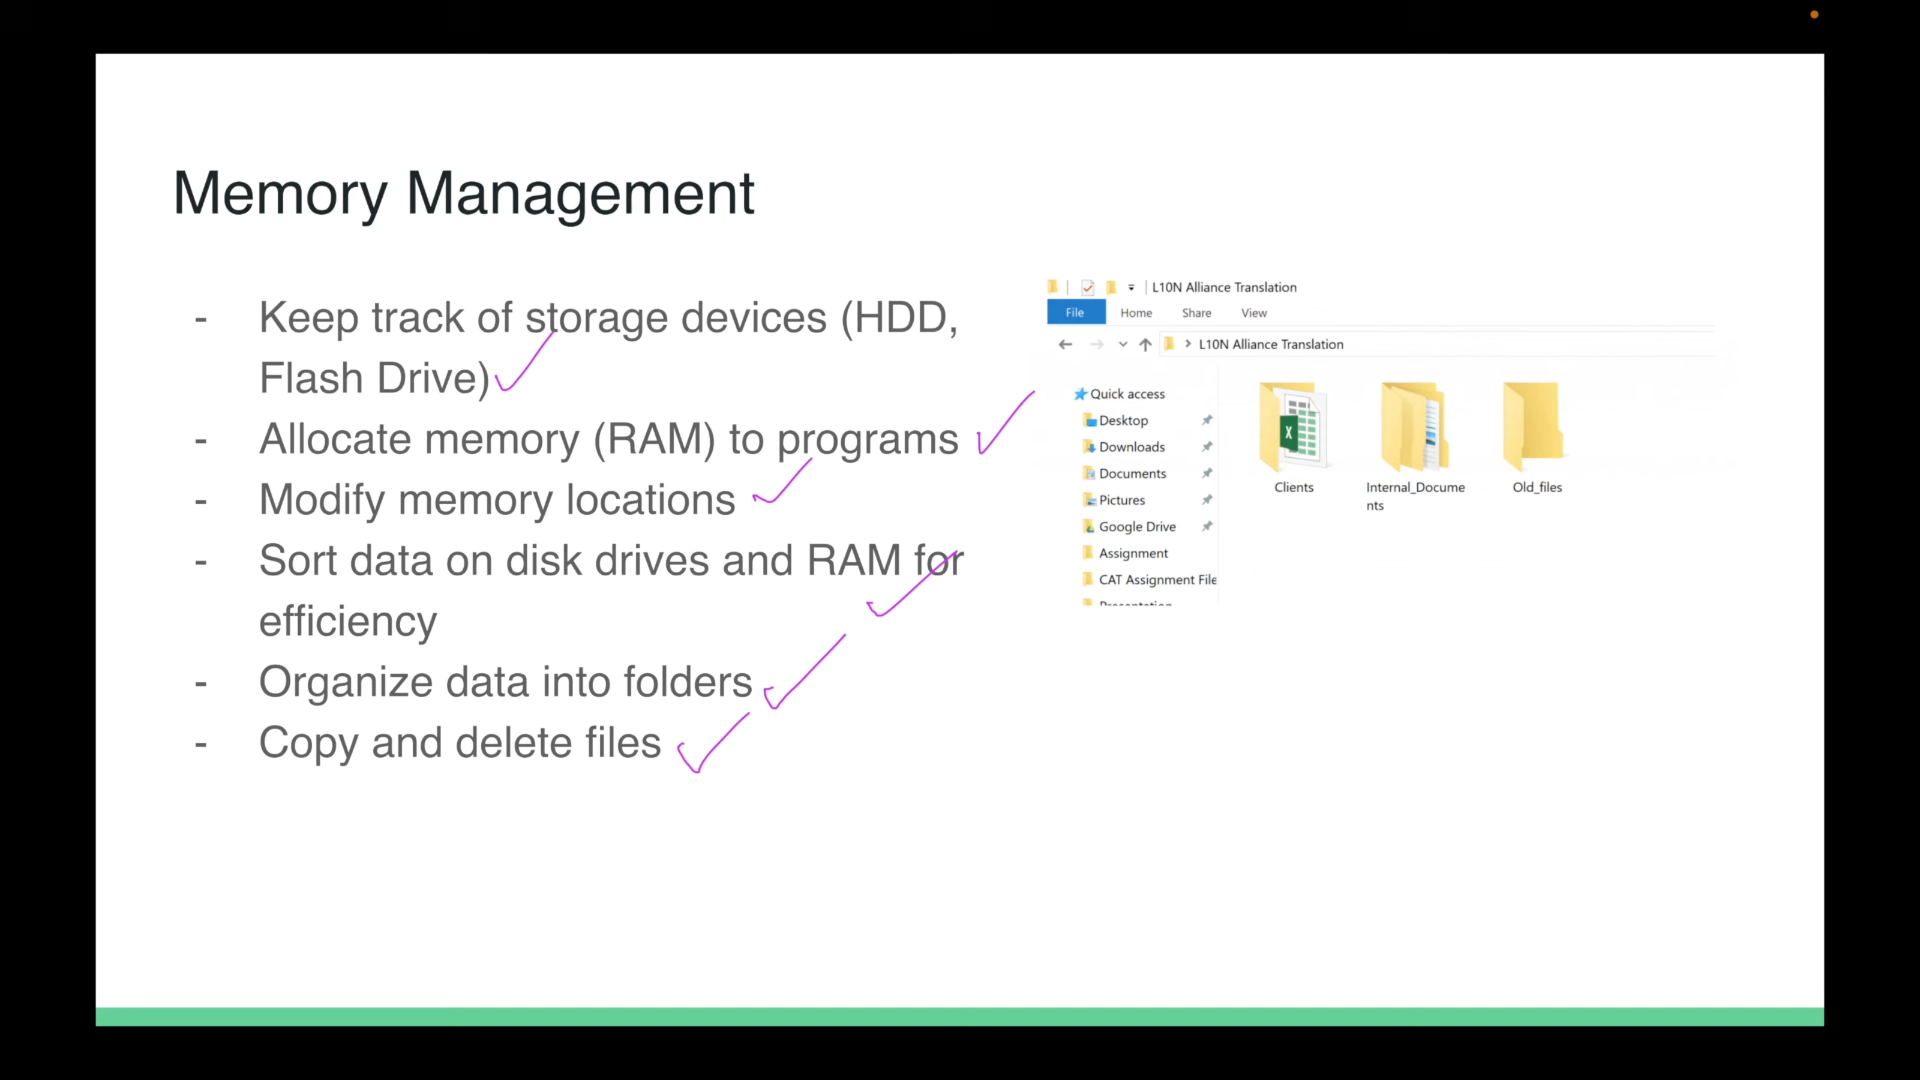 Memory Management
- Keep track of storage devices (HDD,
Flash Drive)
- Allocate memory (RAM) to programs
- Modify memory locations
- Sort data on disk drives and RAM for
efficiency
- Organize data into folders
- Copy and delete files
L10N Alliance Translation
File Home Share View
L10N Alliance Translation
Quick access
Desktop
Downloads
Documents
Pictures
Google Drive
Assignment
CAT Assignment File
Presentation
Clients
Internal_Docume
nts
Old_files